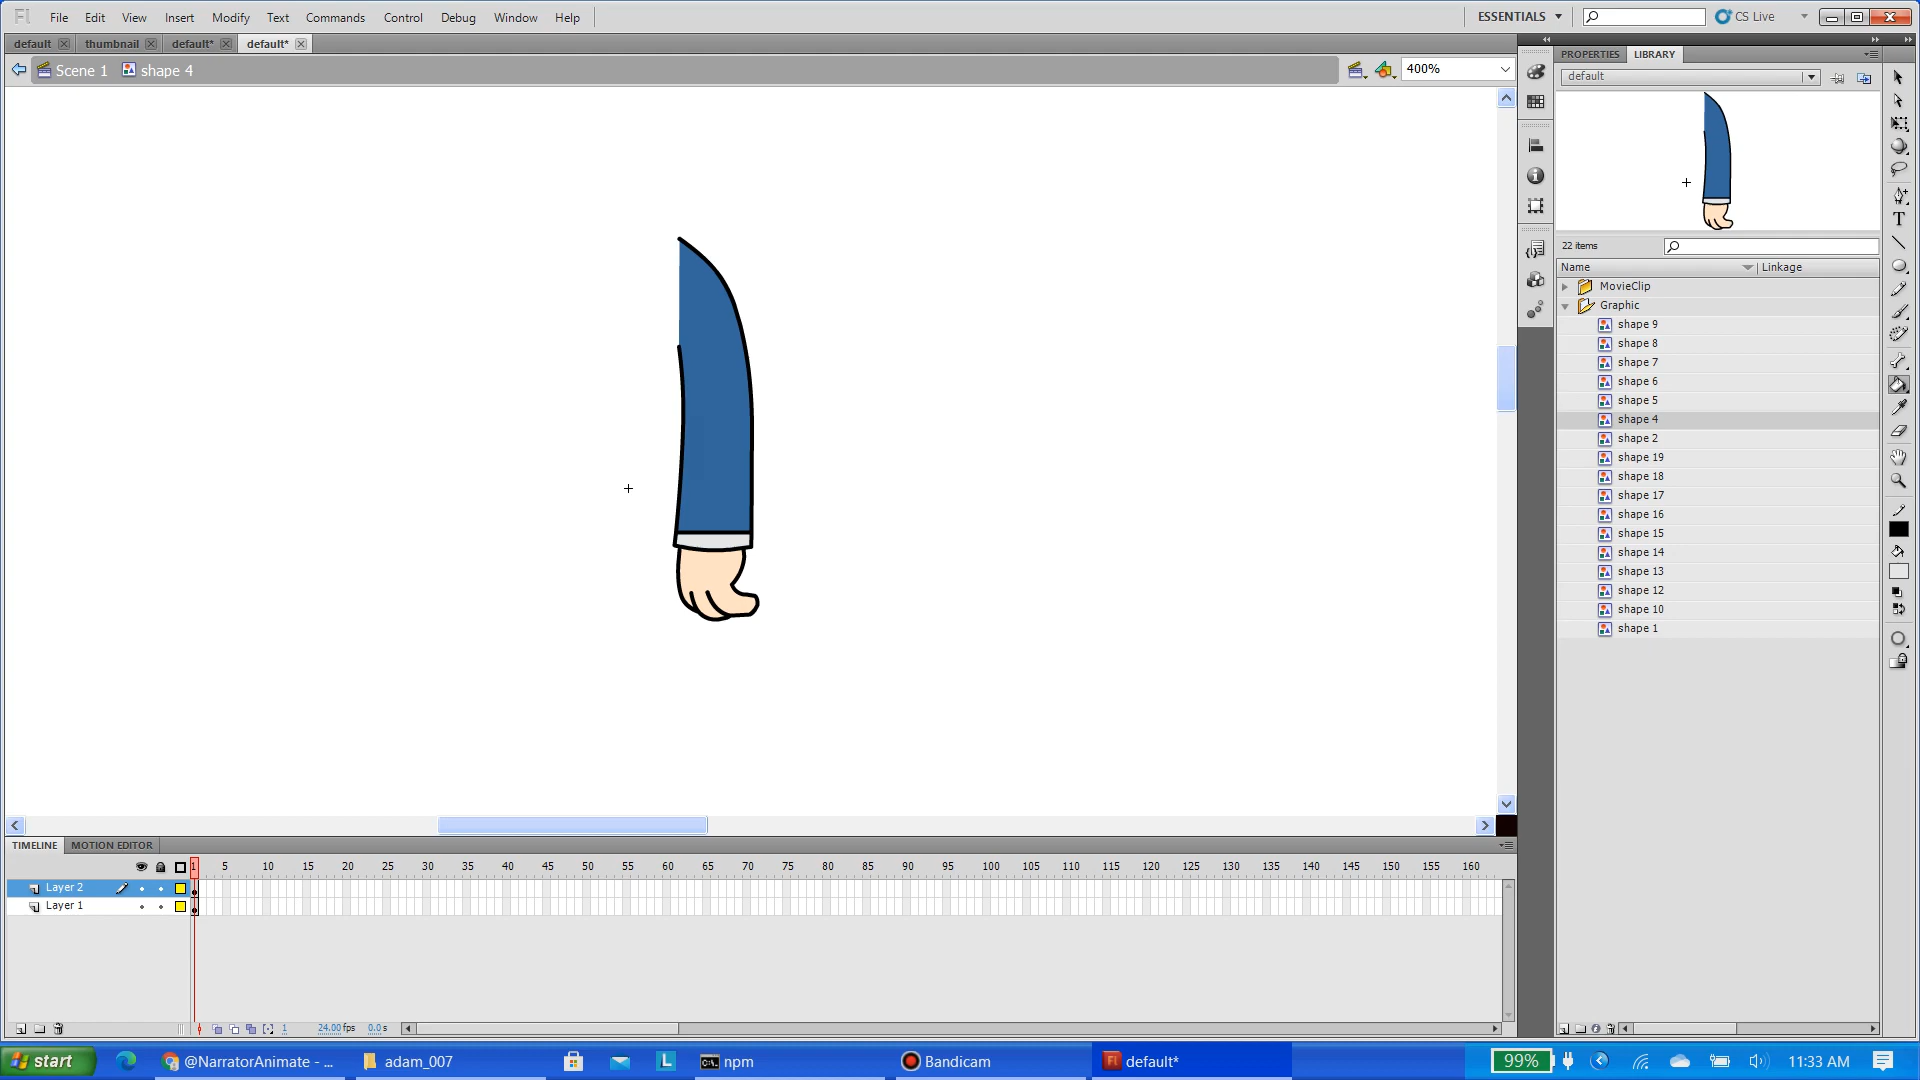 Fl File Edit View Insert Modify Text Commands Control Debug Window Help ESSENTIALS CS Live
default thumbnail default* default*
Scene 1 shape 4 400%
PROPERTIES LIBRARY
default
22 items
Name Linkage
MovieClip
Graphic
shape 9
shape 8
shape 7
shape 6
shape 5
shape 4
shape 2
shape 19
shape 18
shape 17
shape 16
shape 15
shape 14
shape 13
shape 12
shape 10
shape 1
TIMELINE MOTION EDITOR
1 5 10 15 20 25 30 35 40 45 50 55 60 65 70 75 80 85 90 95 100 105 110 115 120 125 130 135 140 145 150 155 160
Layer 2
Layer 1
1 24.00 fps 0.0 s
start @NarratorAnimate - ... adam_007 L C:\. npm Bandicam Fl default* 99% 11:33 AM